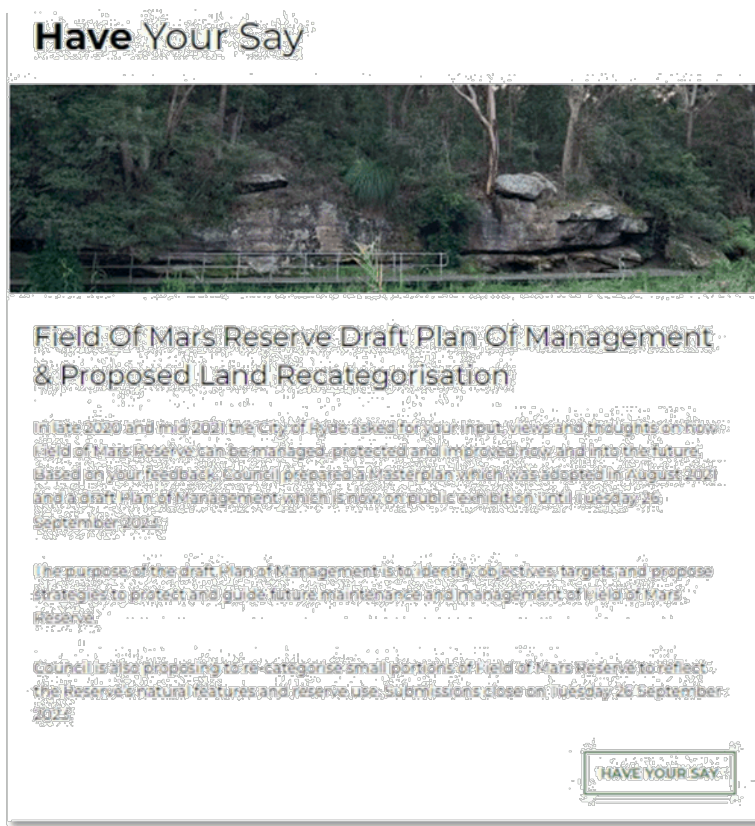 Have Your Say
Field Of Mars Reserve Draft Plan Of Management
& Proposed Land Recategorisation
In late 2020 and mid 2021 the City of Ryde asked for your input, views and thoughts on how
Field of Mars Reserve can be managed, protected and improved now and into the future.
Based on your feedback, Council prepared a Masterplan which was adopted in August 2021
and a draft Plan of Management which is now on public exhibition until Tuesday 26
September 2023.
The purpose of the draft Plan of Management is to identify objectives, targets and propose
strategies to protect and guide future maintenance and management of Field of Mars
Reserve.
Council is also proposing to re-categorise small portions of Field of Mars Reserve to reflect
the Reserve's natural features and reserve use. Submissions close on Tuesday 26 September
2023.
HAVE YOUR SAY